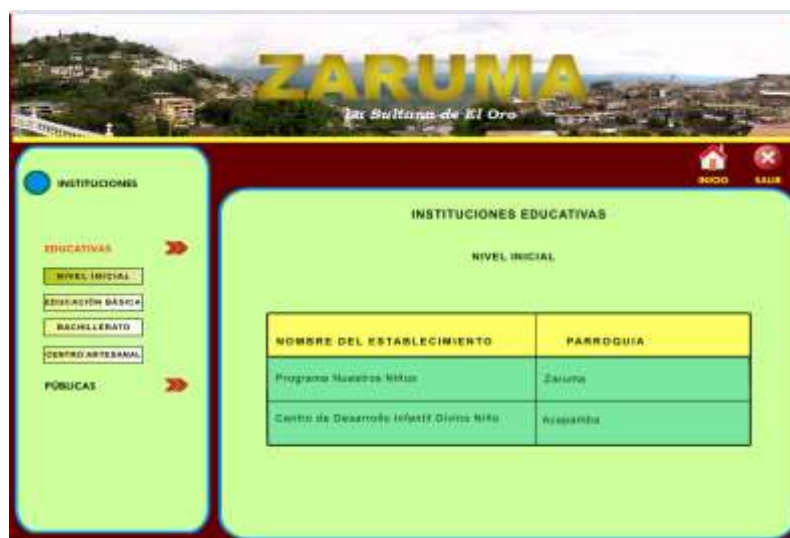 ZARUMA
La Sultana de El Oro
INICIO
SALIR
INSTITUCIONES
EDUCATIVAS
NIVEL INICIAL
EDUCACIÓN BÁSICA
BACHILLERATO
CENTRO ARTESANAL
PÚBLICAS
INSTITUCIONES EDUCATIVAS
NIVEL INICIAL
NOMBRE DEL ESTABLECIMIENTO PARROQUIA
Programa Nuestros Niños Zaruma
Centro de Desarrollo Infantil Divino Niño